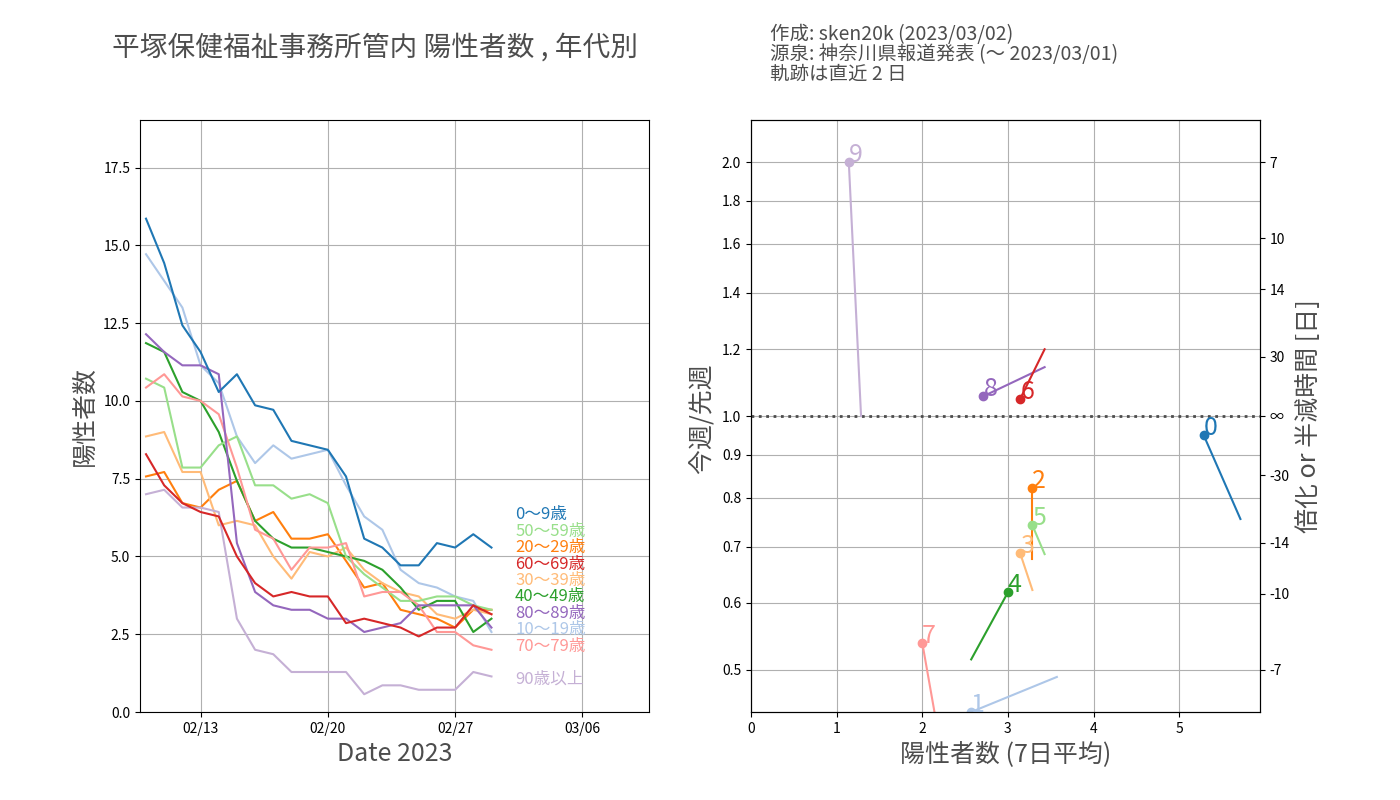 平塚保健福祉事務所管内 陽性者数 , 年代別
作成: sken20k (2023/03/02)
源泉: 神奈川県報道発表 (～ 2023/03/01)
軌跡は直近 2 日
陽性者数
17.5
15.0
12.5
10.0
7.5
5.0
2.5
0.0
02/13
02/20
02/27
03/06
Date 2023
0～9歳
50～59歳
20～29歳
60～69歳
30～39歳
40～49歳
80～89歳
10～19歳
70～79歳
90歳以上
今週/先週
2.0
1.8
1.6
1.4
1.2
1.0
0.9
0.8
0.7
0.6
0.5
9
8
6
0
2
5
3
4
7
1
0
1
2
3
4
5
陽性者数 (7日平均)
7
10
14
30
∞
-30
-14
-10
-7
倍化 or 半減時間 [日]